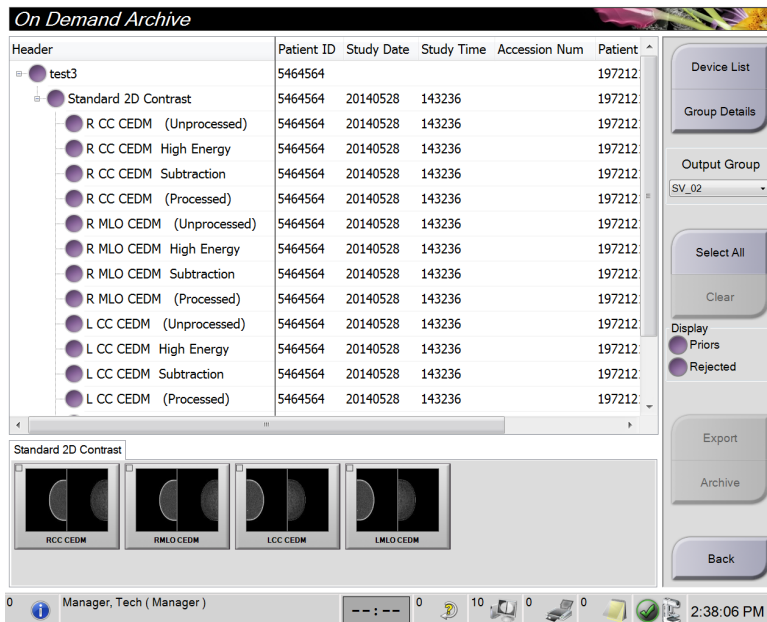 On Demand Archive
Header Patient ID Study Date Study Time Accession Num Patient
test3 5464564 197212
Standard 2D Contrast 5464564 20140528 143236 197212
R CC CEDM (Unprocessed) 5464564 20140528 143236 197212
R CC CEDM High Energy 5464564 20140528 143236 197212
R CC CEDM Subtraction 5464564 20140528 143236 197212
R CC CEDM (Processed) 5464564 20140528 143236 197212
R MLO CEDM (Unprocessed) 5464564 20140528 143236 197212
R MLO CEDM High Energy 5464564 20140528 143236 197212
R MLO CEDM Subtraction 5464564 20140528 143236 197212
R MLO CEDM (Processed) 5464564 20140528 143236 197212
L CC CEDM (Unprocessed) 5464564 20140528 143236 197212
L CC CEDM High Energy 5464564 20140528 143236 197212
L CC CEDM Subtraction 5464564 20140528 143236 197212
L CC CEDM (Processed) 5464564 20140528 143236 197212
Device List
Group Details
Output Group
SV_02
Select All
Clear
Display
Priors
Rejected
Export
Archive
Back
Standard 2D Contrast
RCC CEDM RMLO CEDM LCC CEDM LMLO CEDM
0 Manager, Tech ( Manager ) --:-- 0 10 0 0 2:38:06 PM